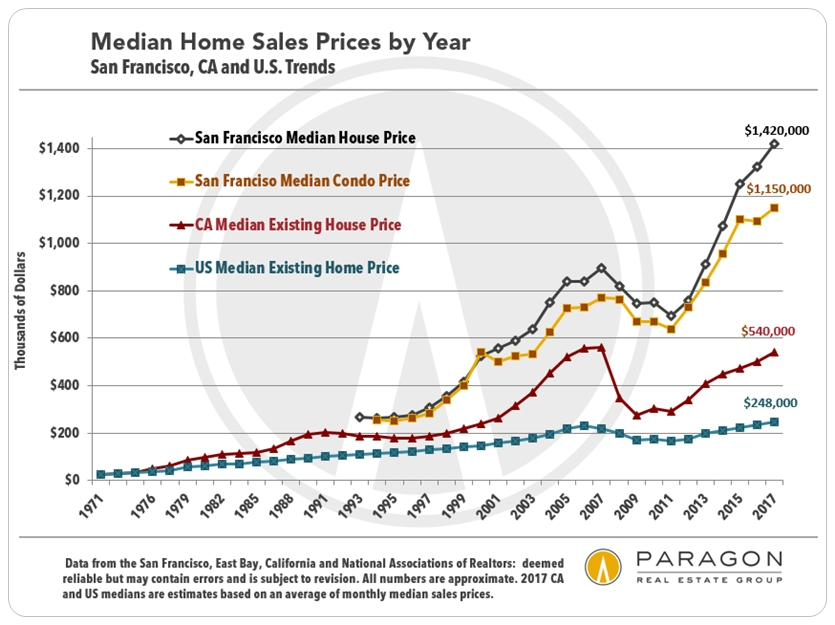 Median Home Sales Prices by Year
San Francisco, CA and U.S. Trends
$1,420,000
San Francisco Median House Price
$1,400
San Franciso Median Condo Price
$1,150,000
$1,200
CA Median Existing House Price
$1,000
US Median Existing Home Price
$800
Thousands of Dollars
$600
$540,000
$400
$248,000
$200
$0
1971 1976 1979 1982 1985 1988 1991 1993 1995 1997 1999 2001 2003 2005 2007 2009 2011 2013 2015 2017
Data from the San Francisco, East Bay, California and National Associations of Realtors: deemed
reliable but may contain errors and is subject to revision. All numbers are approximate. 2017 CA
and US medians are estimates based on an average of monthly median sales prices.
PARAGON
REAL ESTATE GROUP